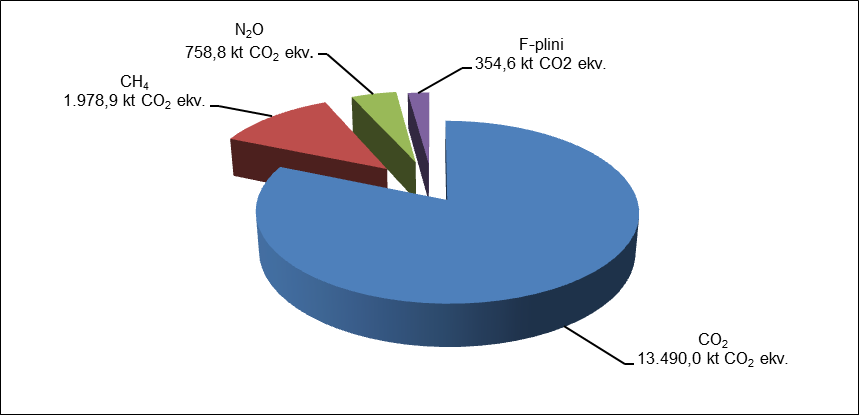 N₂O
758,8 kt CO₂ ekv.
F-plini
354,6 kt CO2 ekv.
CH₄
1.978,9 kt CO₂ ekv.
CO₂
13.490,0 kt CO₂ ekv.